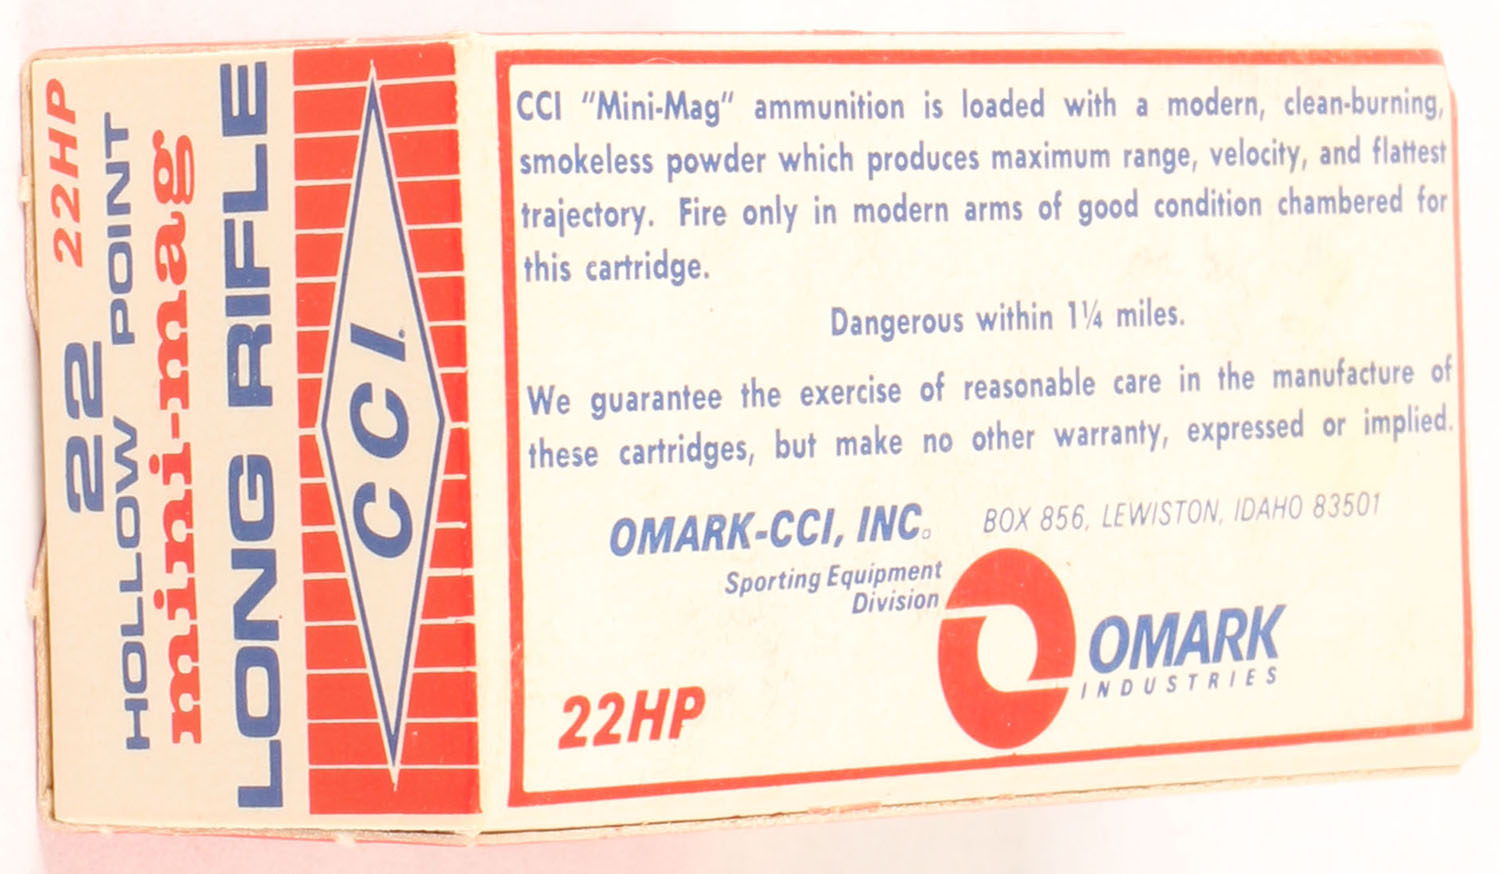 22HP
22
HOLLOW POINT
mini-mag
LONG RIFLE
CCI.
CCI "Mini-Mag" ammunition is loaded with a modern, clean-burning,
smokeless powder which produces maximum range, velocity, and flattest
trajectory. Fire only in modern arms of good condition chambered for
this cartridge.
Dangerous within 1¼ miles.
We guarantee the exercise of reasonable care in the manufacture of
these cartridges, but make no other warranty, expressed or implied.
OMARK-CCI, INC. BOX 856, LEWISTON, IDAHO 83501
Sporting Equipment
Division
OMARK
INDUSTRIES
22HP